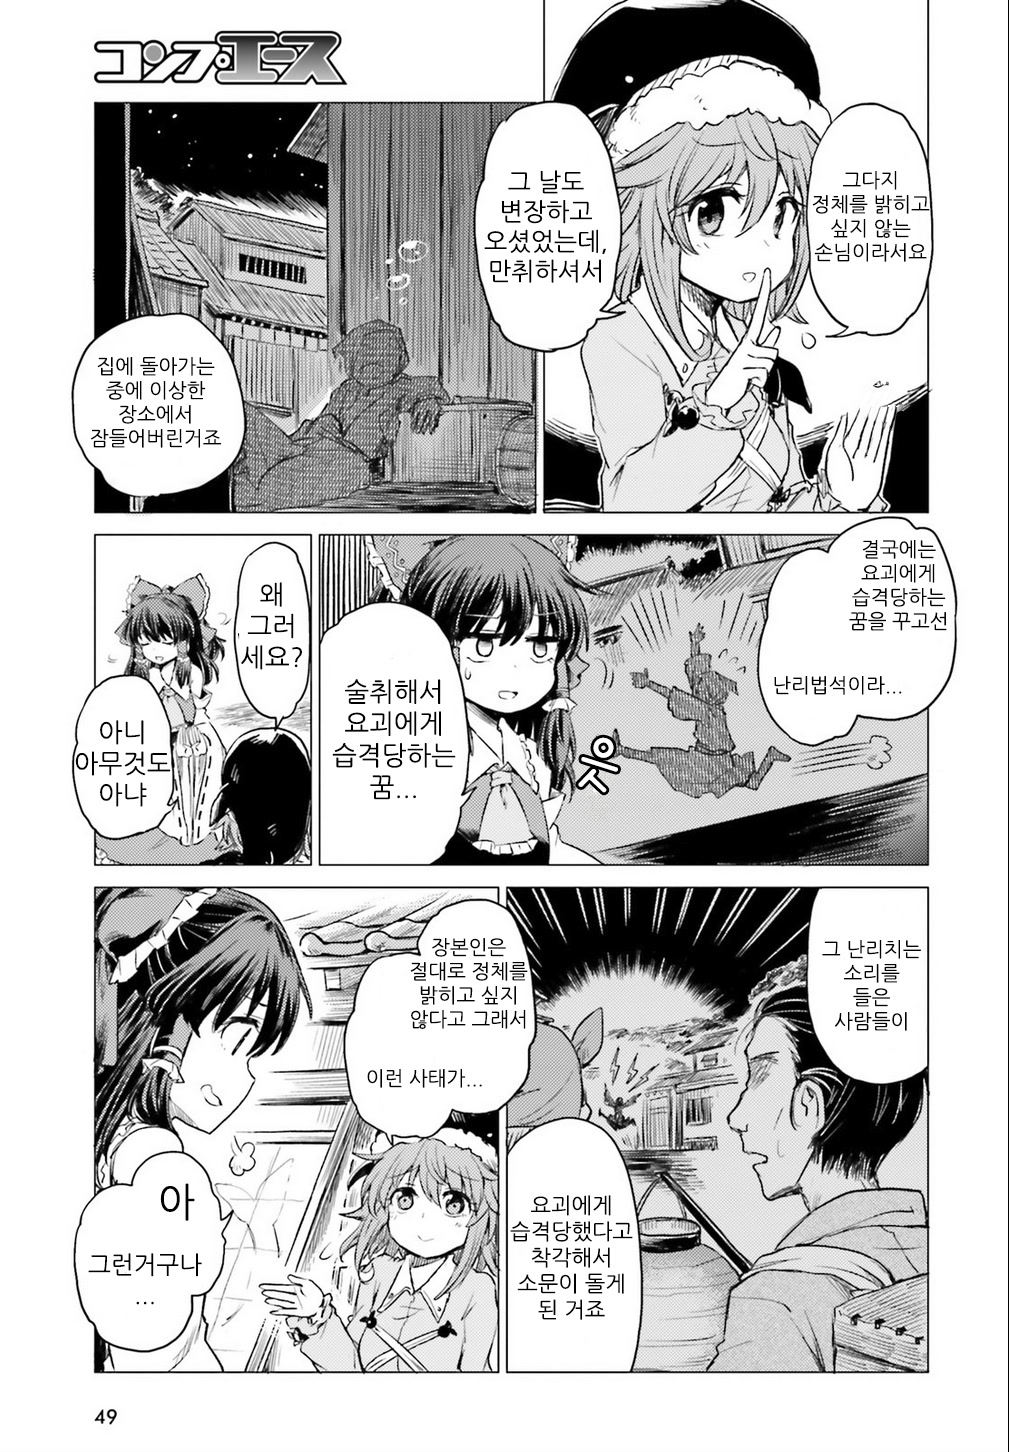 コンプエース
그다지
정체를 밝히고
싶지 않는
손님이라서요
그 날도
변장하고
오셨었는데,
만취하셔서
집에 돌아가는
중에 이상한
장소에서
잠들어버린거죠
결국에는
요괴에게
습격당하는
꿈을 꾸고선
난리법석이라...
읏
술취해서
요괴에게
습격당하는
꿈...
왜
그러
세요?
아니
아무것도
아냐
그 난리치는
소리를
들은
사람들이
요괴에게
습격당했다고
착각해서
소문이 돌게
된 거죠
장본인은
절대로 정체를
밝히고 싶지
않다고 그래서
이런 사태가...
아
그런거구나
...
49